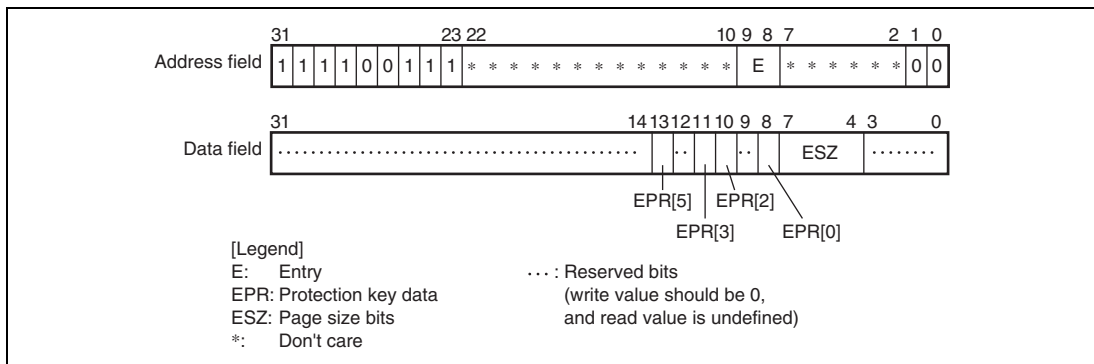 31 23 22 10 9 8 7 2 1 0
Address field 1 1 1 1 0 0 1 1 1 * * * * * * * * * * * * * E * * * * * * 0 0
31 14 13 12 11 10 9 8 7 4 3 0
Data field ESZ
EPR[5] EPR[2]
EPR[3] EPR[0]
[Legend]
E: Entry ··· : Reserved bits
EPR: Protection key data (write value should be 0,
ESZ: Page size bits and read value is undefined)
*: Don't care